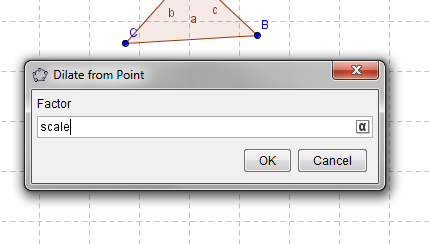 b
c
a
C
B
Dilate from Point
Factor
scale
α
OK Cancel